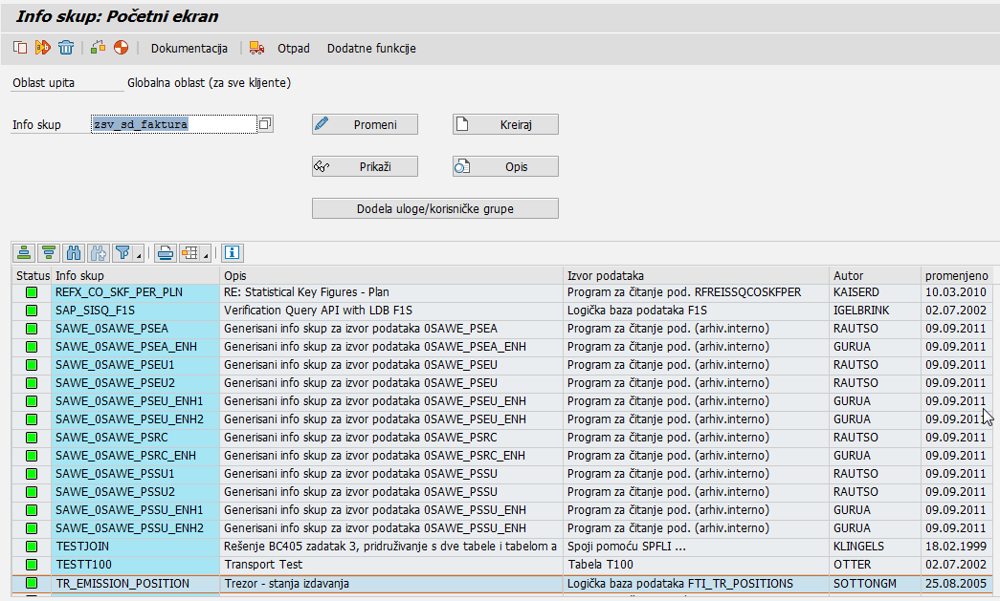 Info skup: Početni ekran
Dokumentacija Otpad Dodatne funkcije
Oblast upita Globalna oblast (za sve klijente)
Info skup zsv_sd_faktura Promeni Kreiraj
Prikaži Opis
Dodela uloge/korisničke grupe
Status Info skup Opis Izvor podataka Autor promenjeno
REFX_CO_SKF_PER_PLN RE: Statistical Key Figures - Plan Program za čitanje pod. RFREISSQCOSKFPER KAISERD 10.03.2010
SAP_SISQ_F1S Verification Query API with LDB F1S Logička baza podataka F1S IGELBRINK 02.07.2002
SAWE_0SAWE_PSEA Generisani info skup za izvor podataka 0SAWE_PSEA Program za čitanje pod. (arhiv.interno) RAUTSO 09.09.2011
SAWE_0SAWE_PSEA_ENH Generisani info skup za izvor podataka 0SAWE_PSEA_ENH Program za čitanje pod. (arhiv.interno) GURUA 09.09.2011
SAWE_0SAWE_PSEU1 Generisani info skup za izvor podataka 0SAWE_PSEU Program za čitanje pod. (arhiv.interno) RAUTSO 09.09.2011
SAWE_0SAWE_PSEU2 Generisani info skup za izvor podataka 0SAWE_PSEU Program za čitanje pod. (arhiv.interno) RAUTSO 09.09.2011
SAWE_0SAWE_PSEU_ENH1 Generisani info skup za izvor podataka 0SAWE_PSEU_ENH Program za čitanje pod. (arhiv.interno) GURUA 09.09.2011
SAWE_0SAWE_PSEU_ENH2 Generisani info skup za izvor podataka 0SAWE_PSEU_ENH Program za čitanje pod. (arhiv.interno) GURUA 09.09.2011
SAWE_0SAWE_PSRC Generisani info skup za izvor podataka 0SAWE_PSRC Program za čitanje pod. (arhiv.interno) RAUTSO 09.09.2011
SAWE_0SAWE_PSRC_ENH Generisani info skup za izvor podataka 0SAWE_PSRC_ENH Program za čitanje pod. (arhiv.interno) GURUA 09.09.2011
SAWE_0SAWE_PSSU1 Generisani info skup za izvor podataka 0SAWE_PSSU Program za čitanje pod. (arhiv.interno) RAUTSO 09.09.2011
SAWE_0SAWE_PSSU2 Generisani info skup za izvor podataka 0SAWE_PSSU Program za čitanje pod. (arhiv.interno) RAUTSO 09.09.2011
SAWE_0SAWE_PSSU_ENH1 Generisani info skup za izvor podataka 0SAWE_PSSU_ENH Program za čitanje pod. (arhiv.interno) GURUA 09.09.2011
SAWE_0SAWE_PSSU_ENH2 Generisani info skup za izvor podataka 0SAWE_PSSU_ENH Program za čitanje pod. (arhiv.interno) GURUA 09.09.2011
TESTJOIN Rešenje BC405 zadatak 3, pridruživanje s dve tabele i tabelom a Spoji pomoću SPFLI ... KLINGELS 18.02.1999
TESTT100 Transport Test Tabela T100 OTTER 02.07.2002
TR_EMISSION_POSITION Trezor - stanja izdavanja Logička baza podataka FTI_TR_POSITIONS SOTTONGM 25.08.2005